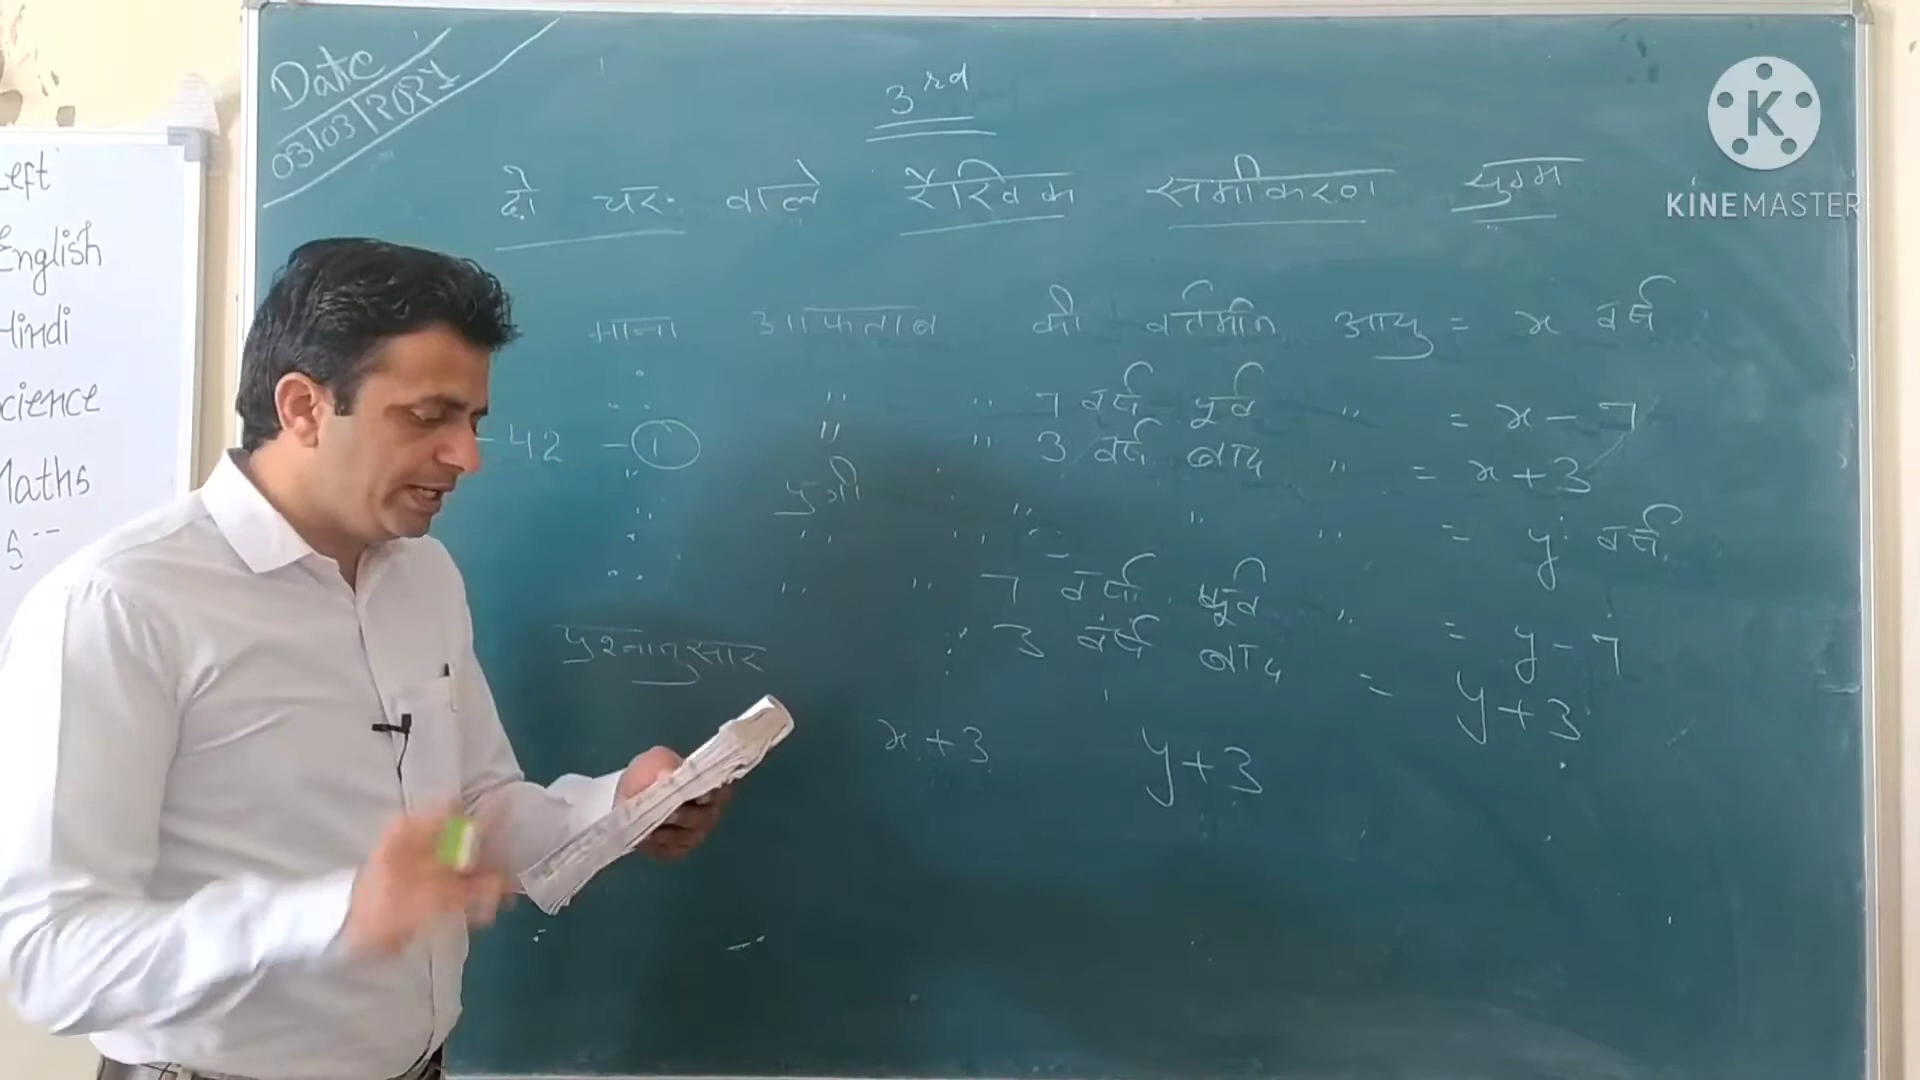 Date
03/03/2021
3rd
दो चर वाले रैखिक समीकरण युग्म
माना आफताब की वर्तमान आयु = x वर्ष
" " 7 वर्ष पूर्व " = x - 7
" " 3 वर्ष बाद " = x + 3
- 42 - 1
" पुत्री " " " = y वर्ष
" " 7 वर्ष पूर्व " = y - 7
3 वर्ष बाद = y + 3
प्रश्नानुसार
x + 3 y + 3
Left
English
Hindi
Science
Maths
K
KINEMASTER